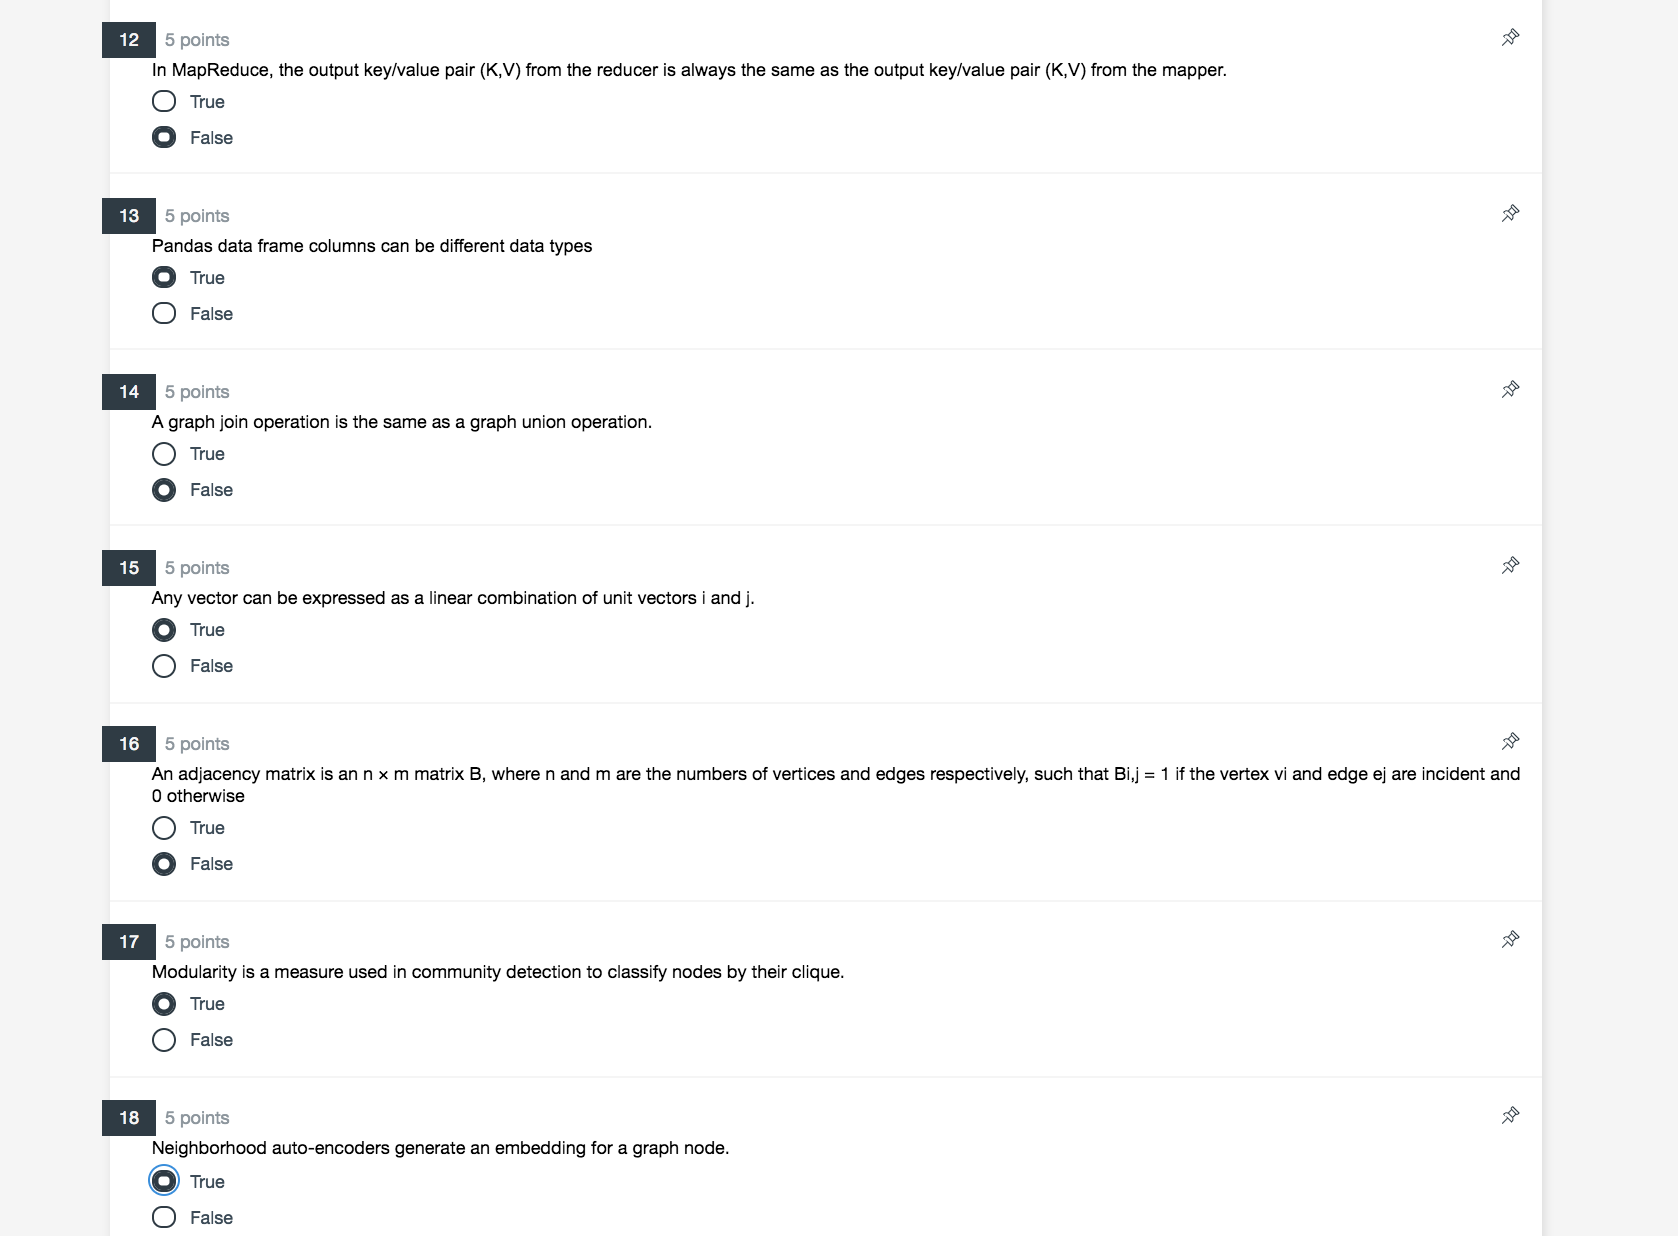 12 5 points
In MapReduce, the output key/value pair (K,V) from the reducer is always the same as the output key/value pair (K,V) from the mapper.
True
False
13 5 points
Pandas data frame columns can be different data types
True
False
14 5 points
A graph join operation is the same as a graph union operation.
True
False
15 5 points
Any vector can be expressed as a linear combination of unit vectors i and j.
True
False
16 5 points
An adjacency matrix is an n × m matrix B, where n and m are the numbers of vertices and edges respectively, such that Bi,j = 1 if the vertex vi and edge ej are incident and
0 otherwise
True
False
17 5 points
Modularity is a measure used in community detection to classify nodes by their clique.
True
False
18 5 points
Neighborhood auto-encoders generate an embedding for a graph node.
True
False